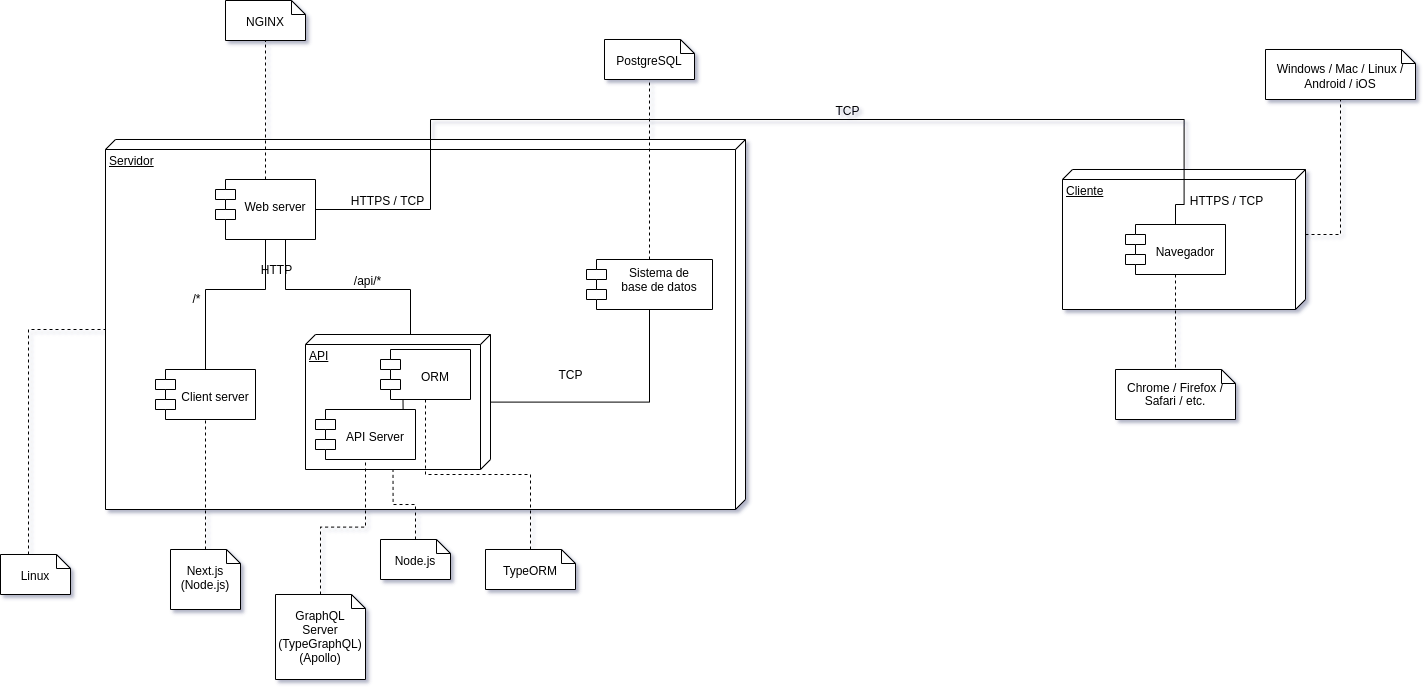 NGINX
PostgreSQL
Windows / Mac / Linux /
Android / iOS
TCP
Servidor
Cliente
Web server
HTTPS / TCP
HTTPS / TCP
Navegador
HTTP
/api/*
/*
Sistema de
base de datos
API
ORM
TCP
Client server
API Server
Chrome / Firefox /
Safari / etc.
Linux
Next.js
(Node.js)
Node.js
TypeORM
GraphQL
Server
(TypeGraphQL)
(Apollo)